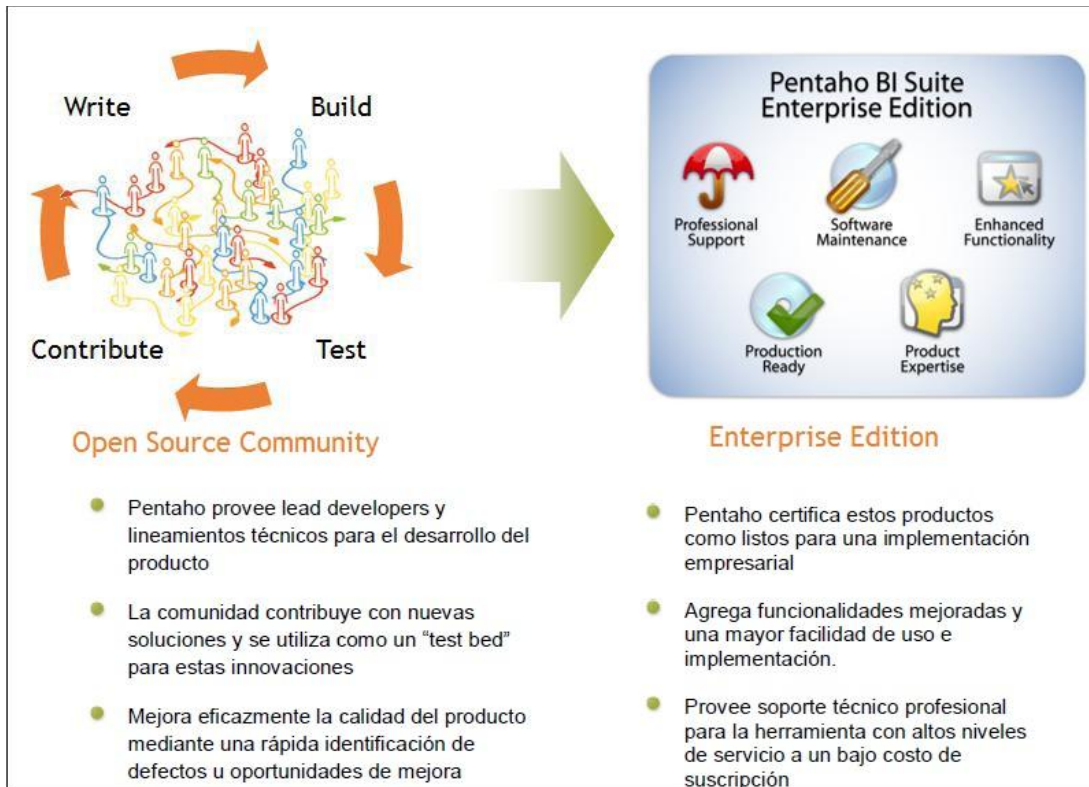 Write
Build
Contribute
Test
Open Source Community
Pentaho provee lead developers y
lineamientos técnicos para el desarrollo del
producto
La comunidad contribuye con nuevas
soluciones y se utiliza como un “test bed”
para estas innovaciones
Mejora eficazmente la calidad del producto
mediante una rápida identificación de
defectos u oportunidades de mejora
Pentaho BI Suite
Enterprise Edition
Professional
Support
Software
Maintenance
Enhanced
Functionality
Production
Ready
Product
Expertise
Enterprise Edition
Pentaho certifica estos productos
como listos para una implementación
empresarial
Agrega funcionalidades mejoradas y
una mayor facilidad de uso e
implementación.
Provee soporte técnico profesional
para la herramienta con altos niveles
de servicio a un bajo costo de
suscripción